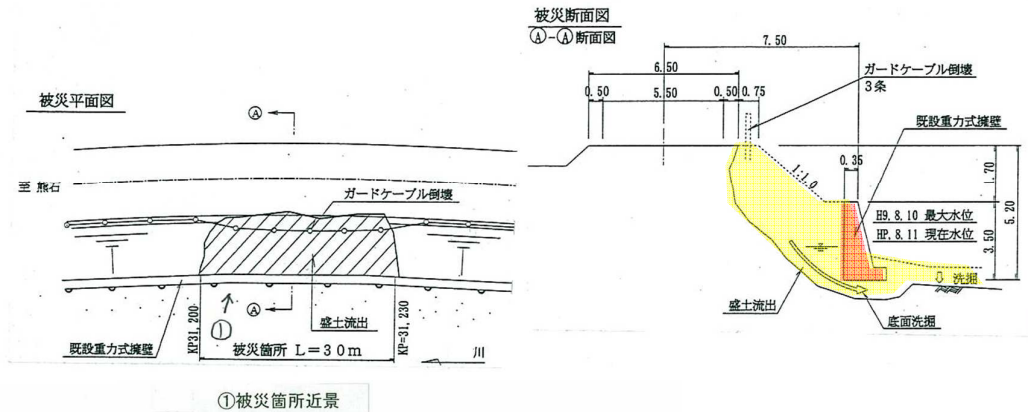 被災平面図
Ⓐ
至 熊石
ガードケーブル倒壊
Ⓐ
盛土流出
既設重力式擁壁
KP31,200
KP=31,230
①
被災箇所 L=30m
川
①被災箇所近景
被災断面図
Ⓐ-Ⓐ断面図
7.50
6.50
0.50
5.50
0.50
0.75
ガードケーブル倒壊
3条
既設重力式擁壁
1:1.0
0.35
1.70
5.20
3.50
H9.8.10 最大水位
HP.8.11 現在水位
洗掘
盛土流出
底面洗掘